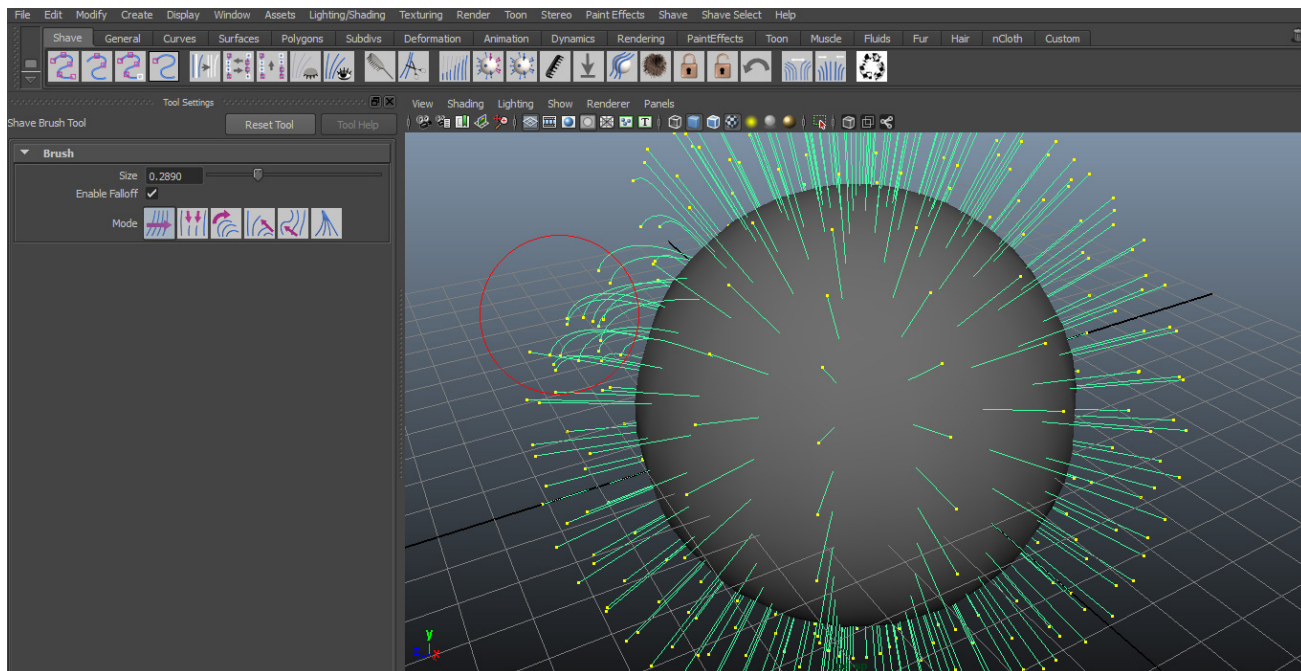 File Edit Modify Create Display Window Assets Lighting/Shading Texturing Render Toon Stereo Paint Effects Shave Shave Select Help
Shave General Curves Surfaces Polygons Subdivs Deformation Animation Dynamics Rendering PaintEffects Toon Muscle Fluids Fur Hair nCloth Custom
Tool Settings
View Shading Lighting Show Renderer Panels
Shave Brush Tool Reset Tool Tool Help
Brush
Size 0.2890
Enable Falloff
Mode
y
z x